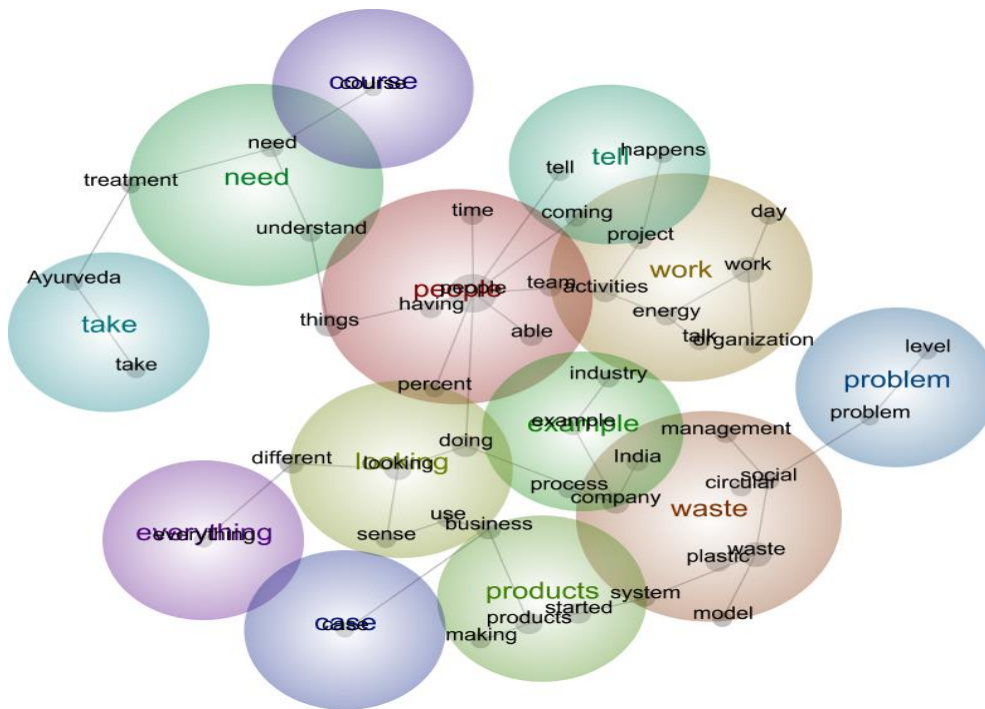 course
course
need
happens
tell
tell
treatment
need
time
coming
day
understand
project
Ayurveda
work
work
people
people
team
activities
having
energy
things
take
able
talk
organization
level
take
industry
problem
percent
example
example
problem
management
doing
different
looking
looking
India
social
process
circular
company
waste
use
business
everything
everything
sense
plastic
waste
products
system
started
case
case
products
making
model